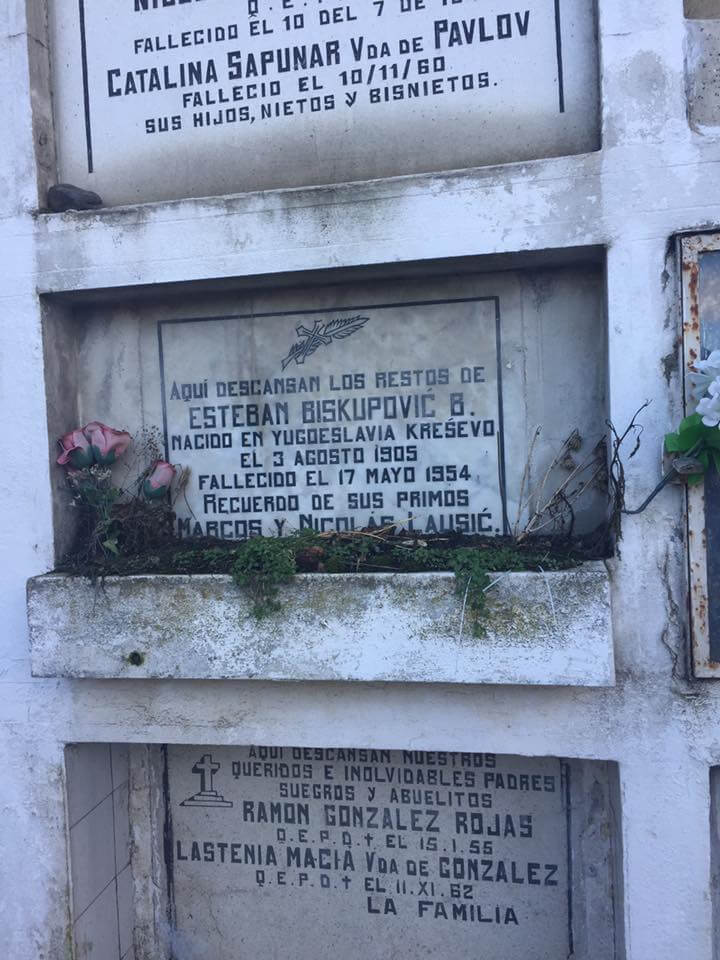 Q.E.P.D.
FALLECIDO EL 10 DEL 7 DE
CATALINA SAPUNAR VDA DE PAVLOV
FALLECIO EL 10/11/60
SUS HIJOS, NIETOS Y BISNIETOS.
AQUÍ DESCANSAN LOS RESTOS DE
ESTEBAN BISKUPOVIĆ B.
NACIDO EN YUGOESLAVIA KREŠEVO
EL 3 AGOSTO 1905
FALLECIDO EL 17 MAYO 1954
RECUERDO DE SUS PRIMOS
MARCOS Y NICOLÁS LAUSIĆ.
AQUI DESCANSAN NUESTROS
QUERIDOS E INOLVIDABLES PADRES
SUEGROS Y ABUELITOS
RAMON GONZALEZ ROJAS
Q.E.P.D. † EL 15.1.55
LASTENIA MACIÀ VDA DE GONZALEZ
Q.E.P.D. † EL 11.XI.62
LA FAMILIA